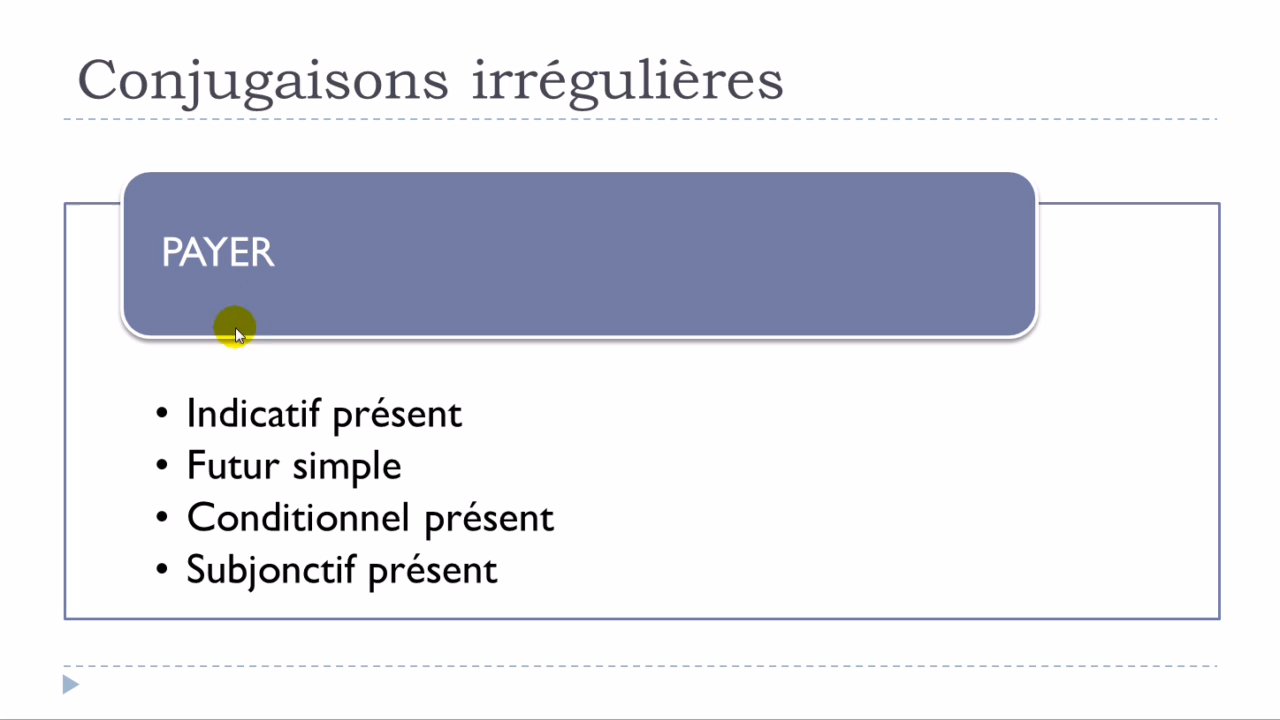 Conjugaisons irrégulières
PAYER
• Indicatif présent
• Futur simple
• Conditionnel présent
• Subjonctif présent